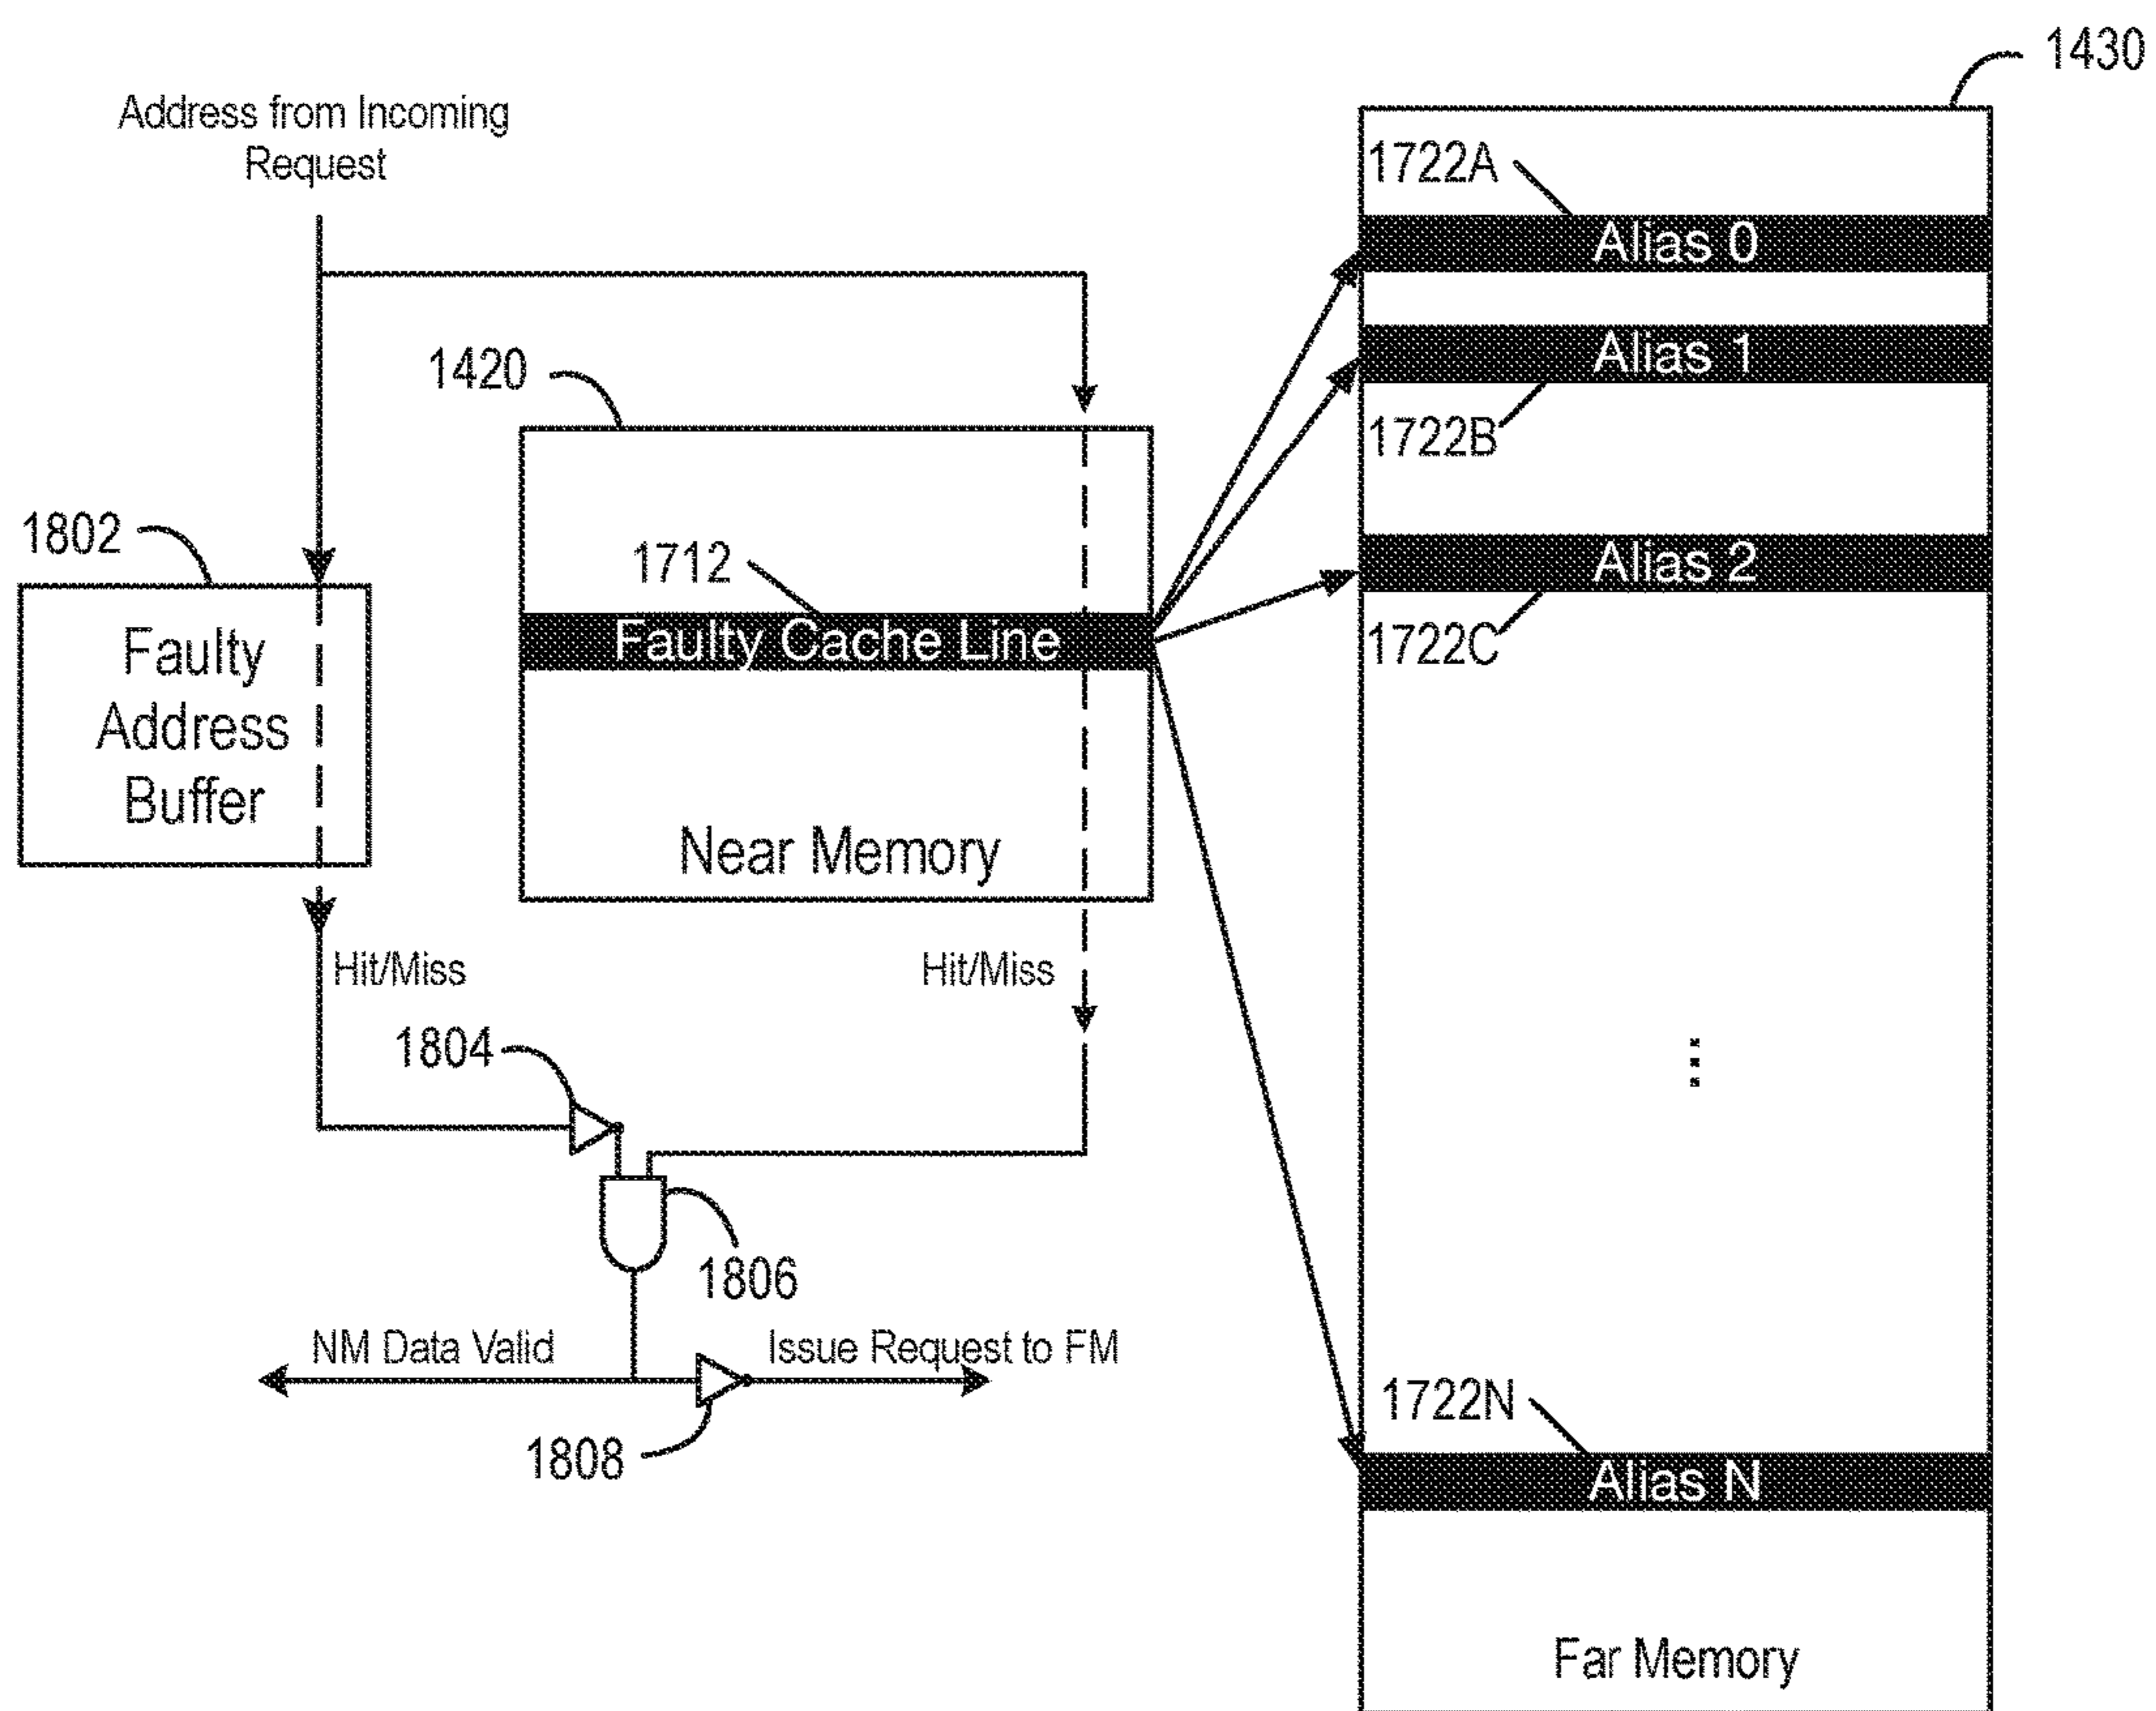 1430
Address from Incoming
Request
1722A
Alias 0
Alias 1
1420
1722B
1802
1712
Alias 2
Faulty Cache Line
1722C
Faulty
Address
Buffer
Near Memory
Hit/Miss
Hit/Miss
1804
...
1806
NM Data Valid
Issue Request to FM
1722N
1808
Alias N
Far Memory